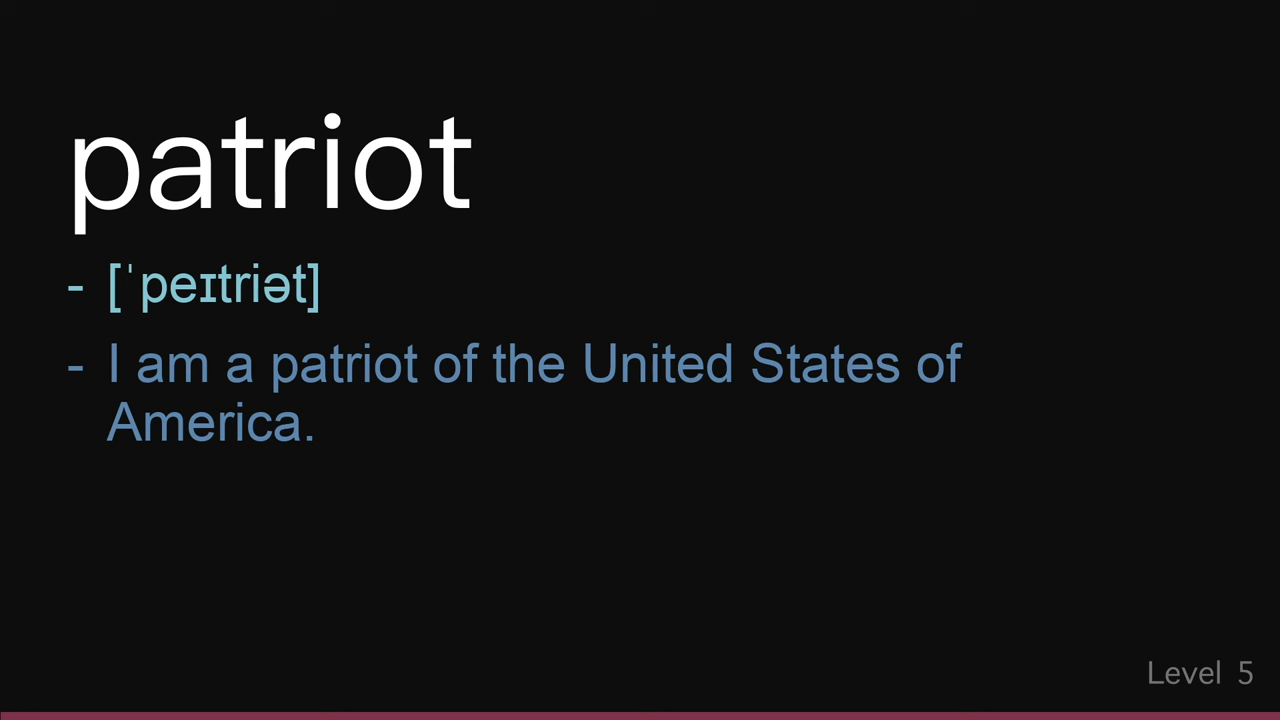 patriot
- [ˈpeɪtriət]
- I am a patriot of the United States of
America.
Level 5